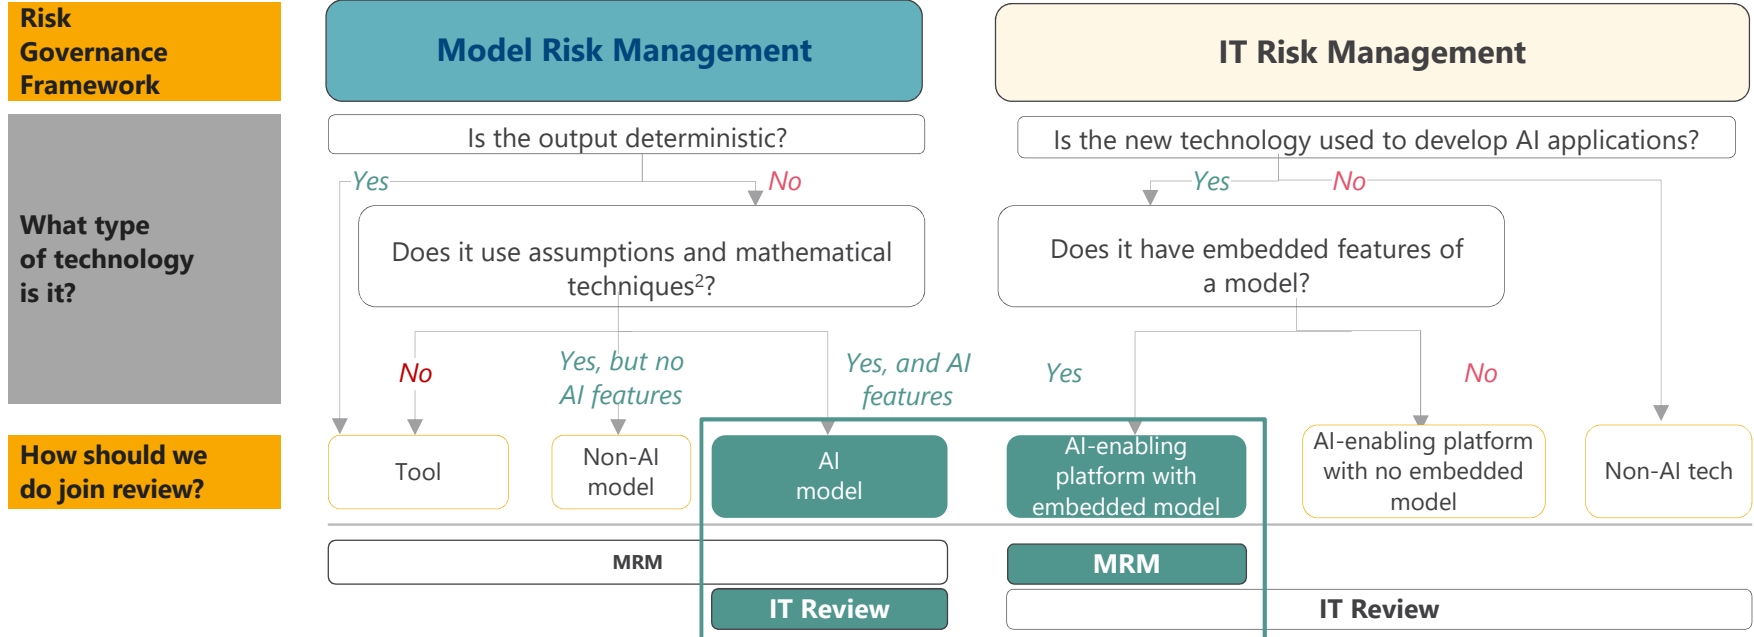 Risk
Governance
Framework
Model Risk Management
IT Risk Management
What type
of technology
is it?
Is the output deterministic?
Is the new technology used to develop AI applications?
Yes
No
Yes
No
Does it use assumptions and mathematical
techniques²?
Does it have embedded features of
a model?
No
Yes, but no
AI features
Yes, and AI
features
Yes
No
How should we
do join review?
Tool
Non-AI
model
AI
model
AI-enabling
platform with
embedded model
AI-enabling platform
with no embedded
model
Non-AI tech
MRM
MRM
IT Review
IT Review